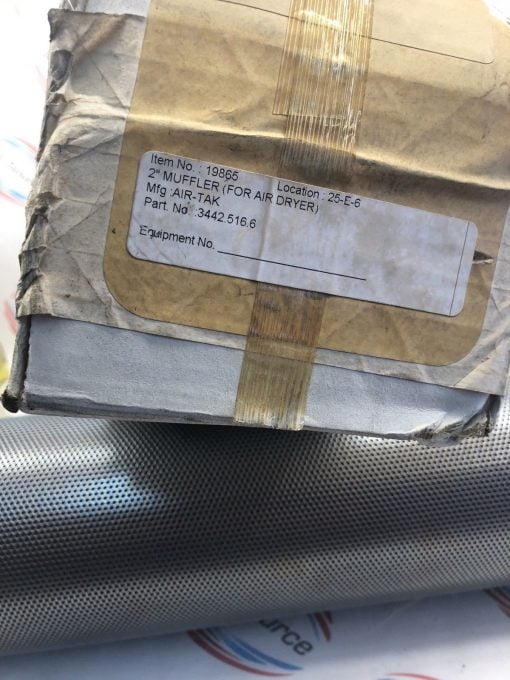 Item No. : 19865 Location : 25-E-6
2" MUFFLER (FOR AIR DRYER)
Mfg :AIR-TAK
Part. No :3442.516.6
Equipment No. ____________________